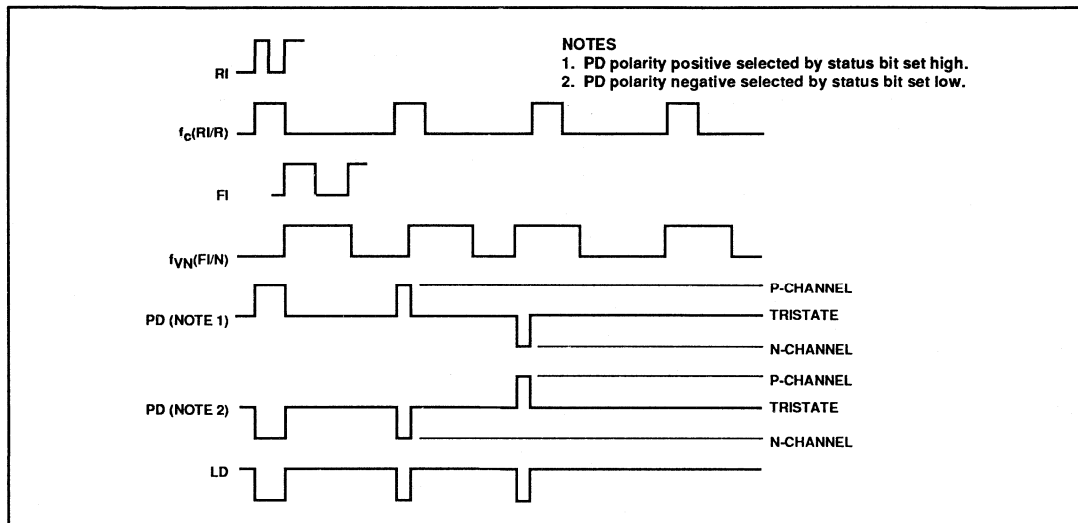 NOTES
1. PD polarity positive selected by status bit set high.
2. PD polarity negative selected by status bit set low.
RI
fc(RI/R)
FI
fVN(FI/N)
P-CHANNEL
PD (NOTE 1)
TRISTATE
N-CHANNEL
P-CHANNEL
PD (NOTE 2)
TRISTATE
N-CHANNEL
LD